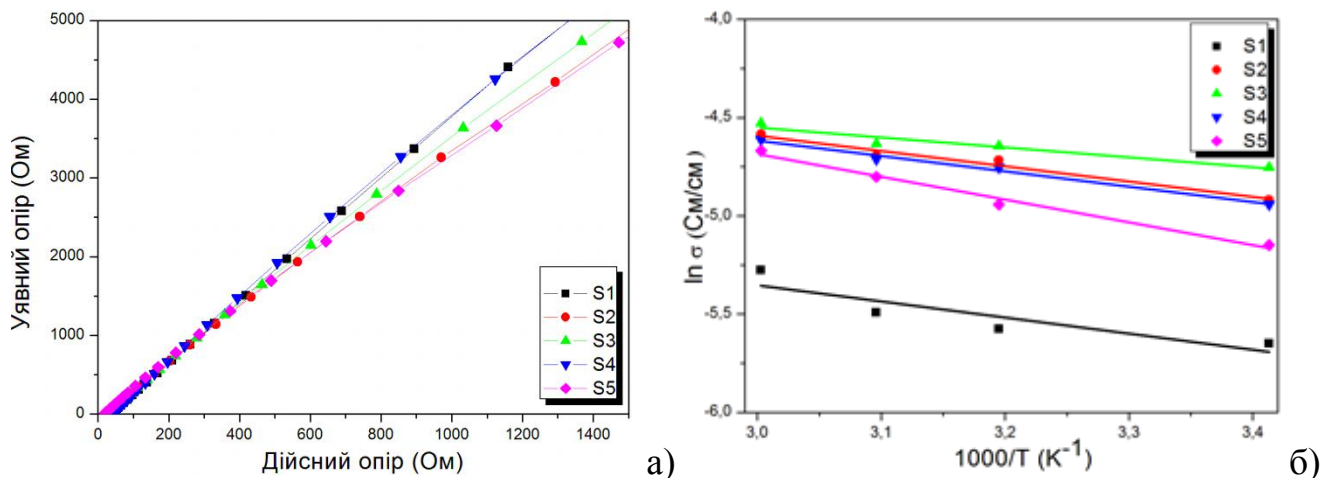 Уявний опір (Ом)
5000
4000
3000
2000
1000
0
0 200 400 600 800 1000 1200 1400
Дійсний опір (Ом)
S1
S2
S3
S4
S5
а)
ln σ (См/см)
-4,0
-4,5
-5,0
-5,5
-6,0
3,0 3,1 3,2 3,3 3,4
1000/T (K⁻¹)
S1
S2
S3
S4
S5
б)